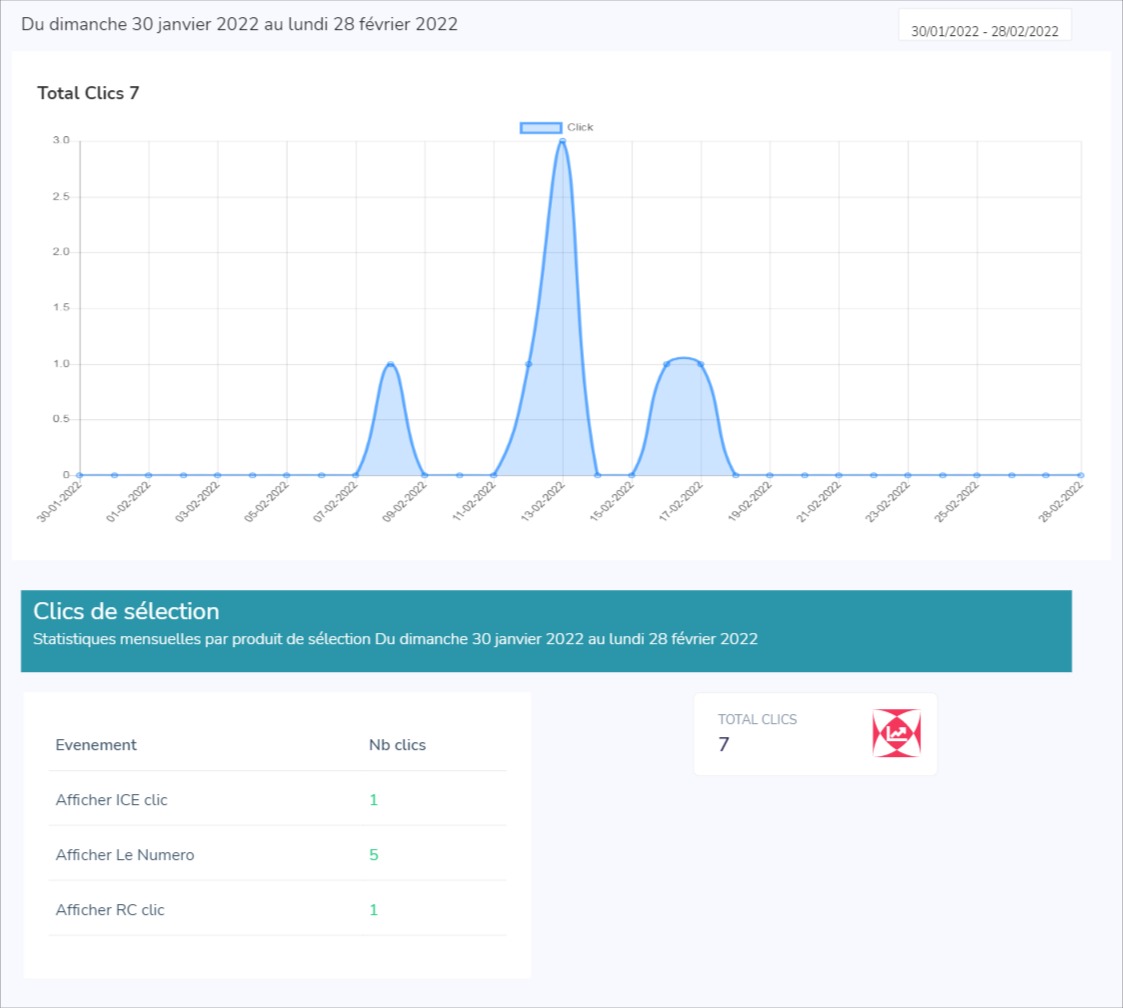 Du dimanche 30 janvier 2022 au lundi 28 février 2022
30/01/2022 - 28/02/2022
Total Clics 7
Click
3.0
2.5
2.0
1.5
1.0
0.5
0
30-01-2022
01-02-2022
03-02-2022
05-02-2022
07-02-2022
09-02-2022
11-02-2022
13-02-2022
15-02-2022
17-02-2022
19-02-2022
21-02-2022
23-02-2022
25-02-2022
28-02-2022
Clics de sélection
Statistiques mensuelles par produit de sélection Du dimanche 30 janvier 2022 au lundi 28 février 2022
Evenement Nb clics
Afficher ICE clic 1
Afficher Le Numero 5
Afficher RC clic 1
TOTAL CLICS
7